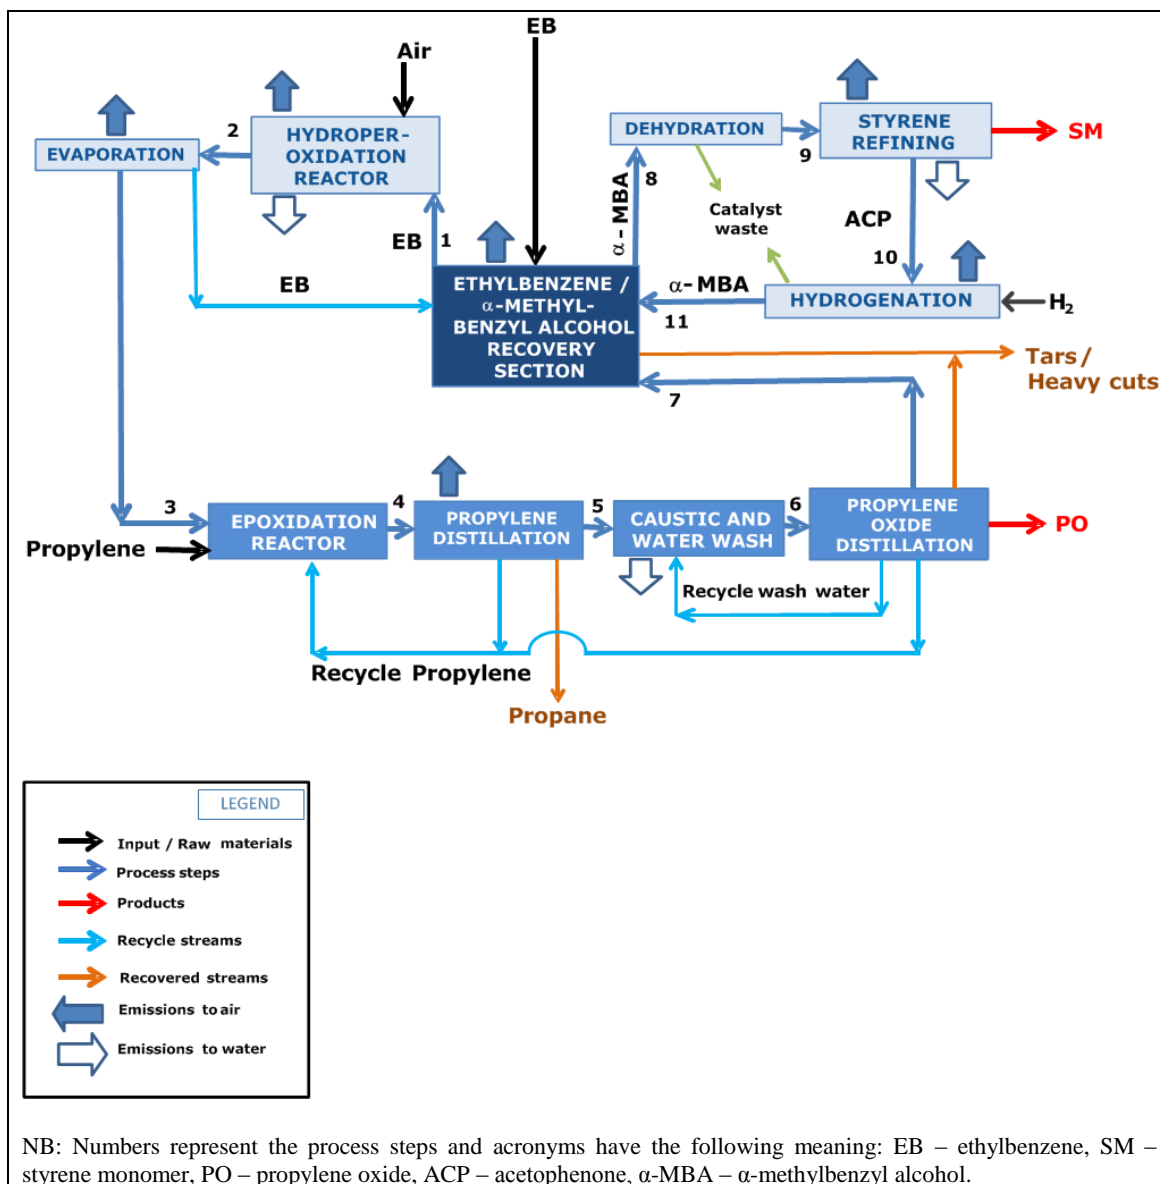 EB
Air
2
HYDROPER-
OXIDATION
REACTOR
EVAPORATION
DEHYDRATION
STYRENE
REFINING
SM
9
8
α-MBA
Catalyst
waste
ACP
10
EB
1
EB
ETHYLBENZENE /
α-METHYL-
BENZYL ALCOHOL
RECOVERY
SECTION
α-MBA
11
HYDROGENATION
H2
Tars/
Heavy cuts
7
3
Propylene
EPOXIDATION
REACTOR
4
PROPYLENE
DISTILLATION
5
CAUSTIC AND
WATER WASH
6
PROPYLENE
OXIDE
DISTILLATION
PO
Recycle wash water
Recycle Propylene
Propane
LEGEND
Input / Raw materials
Process steps
Products
Recycle streams
Recovered streams
Emissions to air
Emissions to water
NB: Numbers represent the process steps and acronyms have the following meaning: EB – ethylbenzene, SM –
styrene monomer, PO – propylene oxide, ACP – acetophenone, α-MBA – α-methylbenzyl alcohol.